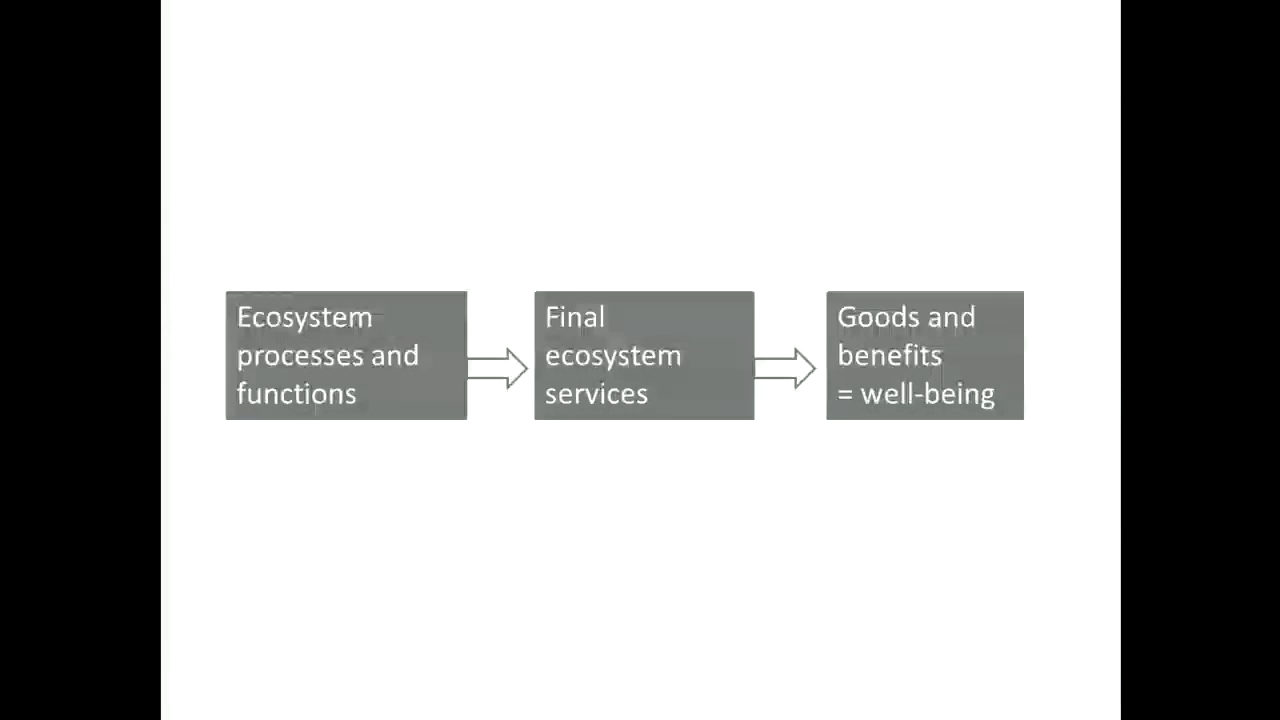 Ecosystem
processes and
functions
Final
ecosystem
services
Goods and
benefits
= well-being